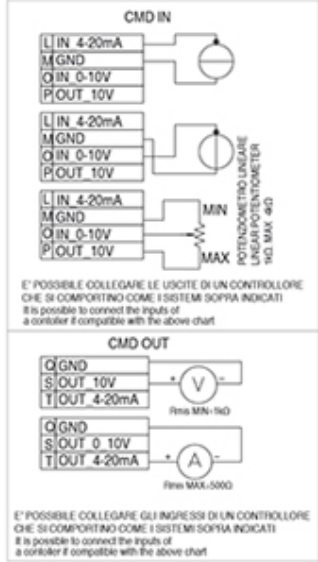 CMD IN
L IN_4-20mA
M GND
O IN_0-10V
P OUT_10V
L IN_4-20mA
M GND
O IN_0-10V
P OUT_10V
L IN_4-20mA
M GND
O IN_0-10V
P OUT_10V
MIN
MAX
POTENZIOMETRO LINEARE
LINEAR POTENTIOMETER
1kΩ MAX 4kΩ
E' POSSIBILE COLLEGARE LE USCITE DI UN CONTROLLORE
CHE SI COMPORTINO COME I SISTEMI SOPRA INDICATI
It is possible to connect the inputs of
a contoller if compatible with the above chart
CMD OUT
Q GND
S OUT_10V
T OUT_4-20mA
+ V -
Rmis MIN=1kΩ
Q GND
S OUT_0_10V
T OUT_4-20mA
+ A -
Rmis MAX=500Ω
E' POSSIBILE COLLEGARE GLI INGRESSI DI UN CONTROLLORE
CHE SI COMPORTINO COME I SISTEMI SOPRA INDICATI
It is possible to connect the inputs of
a contoller if compatible with the above chart